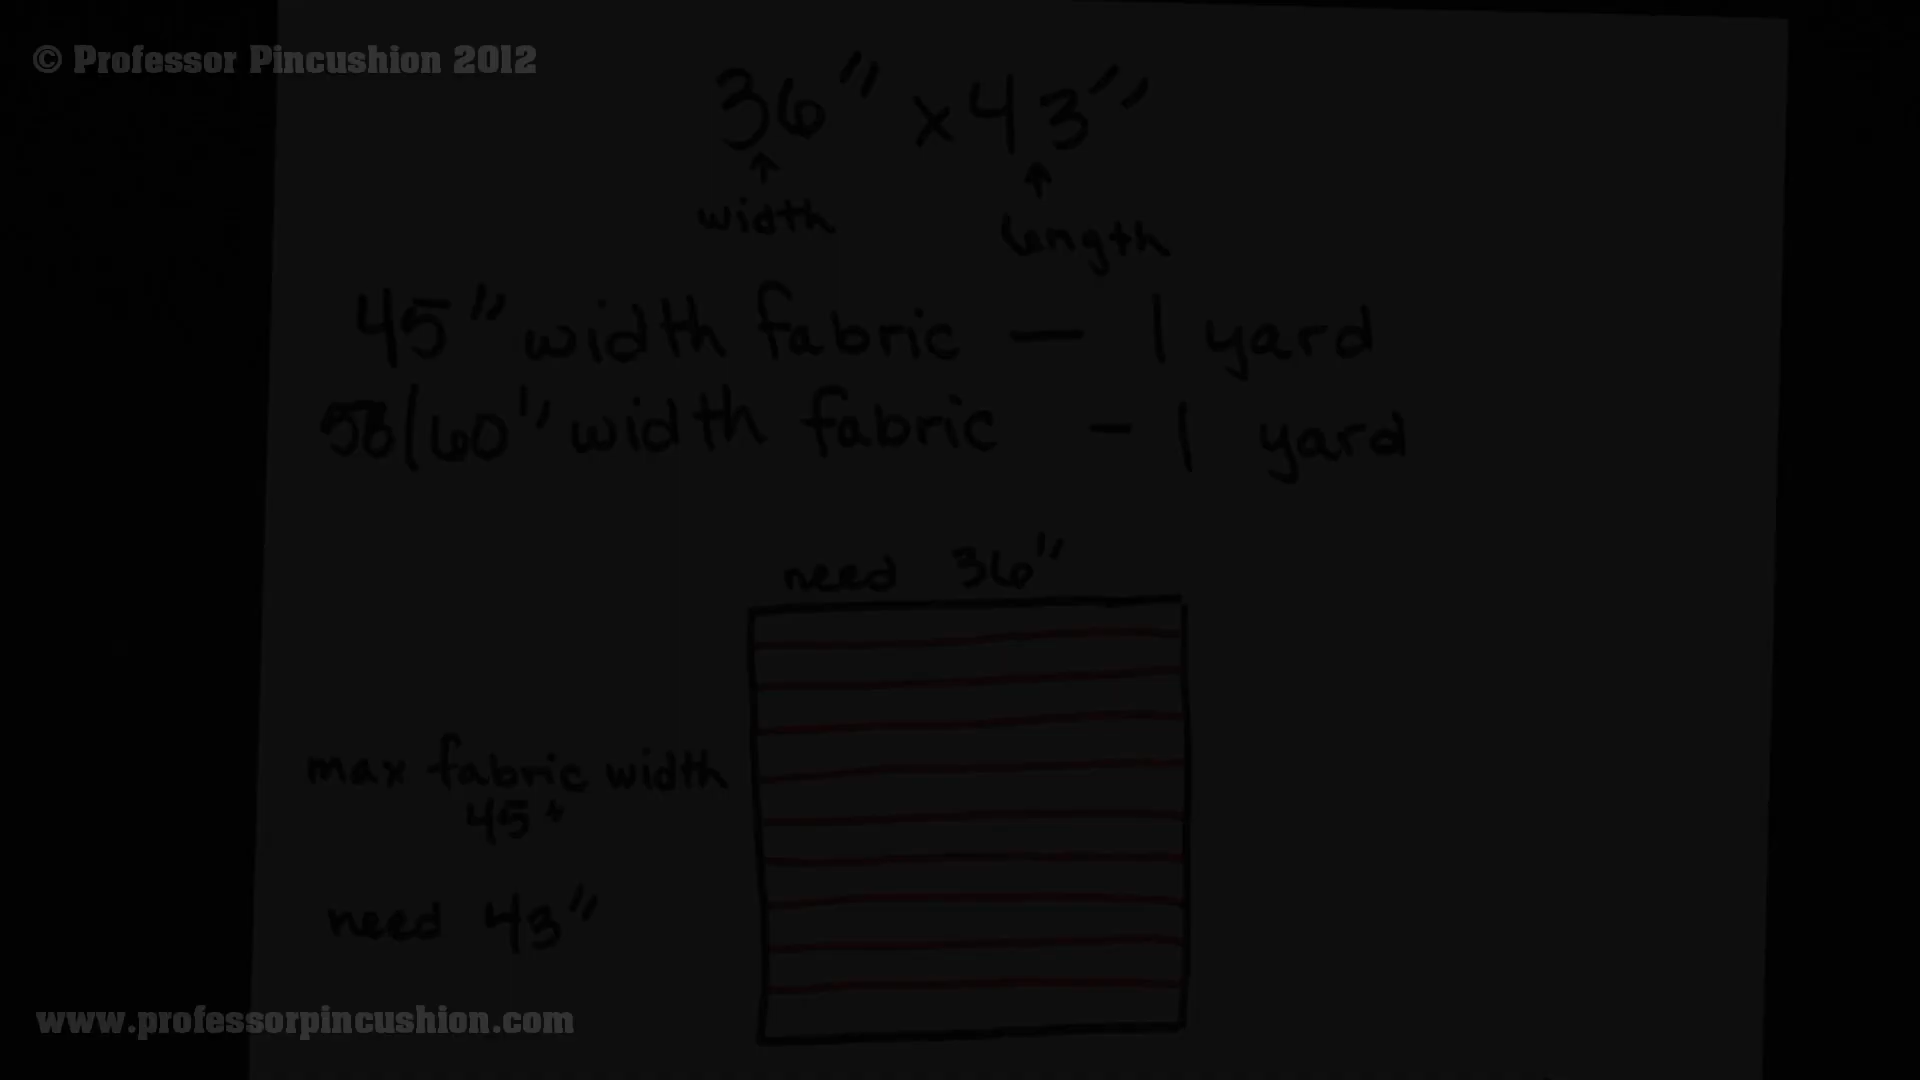 © Professor Pincushion 2012
36" x 43"
width length
45" width fabric — 1 yard
58/60" width fabric - 1 yard
need 36"
max fabric width
45"
need 43"
www.professorpincushion.com